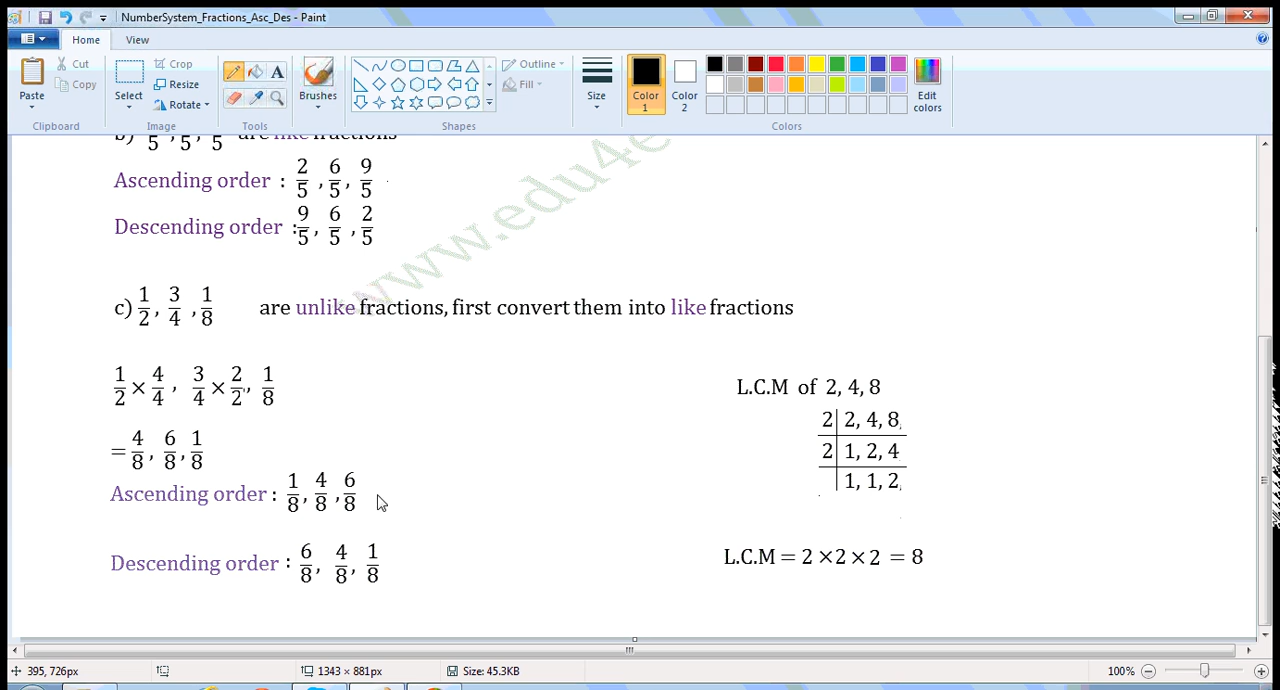 NumberSystem_Fractions_Asc_Des - Paint
Home View
Paste Cut Copy Select Crop Resize Rotate Brushes Outline Fill Size Color 1 Color 2 Edit colors
Clipboard Image Tools Shapes Colors
b) /5 , /5, /5 are like fractions
Ascending order : 2/5 , 6/5, 9/5
Descending order : 9/5, 6/5 , 2/5
www.edu4e
c) 1/2, 3/4 , 1/8 are unlike fractions, first convert them into like fractions
1/2 × 4/4 , 3/4 × 2/2, 1/8
= 4/8, 6/8, 1/8
Ascending order : 1/8, 4/8, 6/8
Descending order : 6/8, 4/8, 1/8
L.C.M of 2, 4, 8
2 | 2, 4, 8
2 | 1, 2, 4
| 1, 1, 2
L.C.M = 2 × 2 × 2 = 8
395, 726px 1343 × 881px Size: 45.3KB 100%